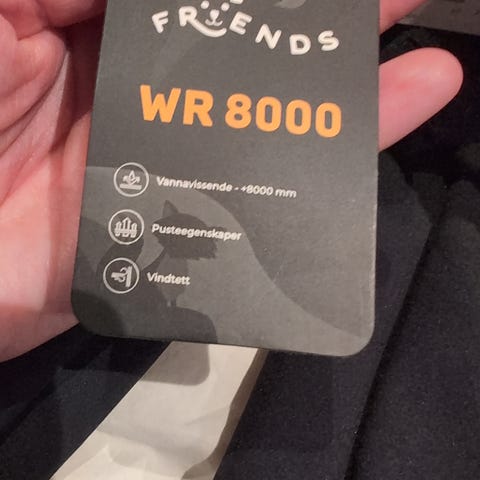 FRIENDS
WR 8000
Vannavissende - +8000 mm
Pusteegenskaper
Vindtett